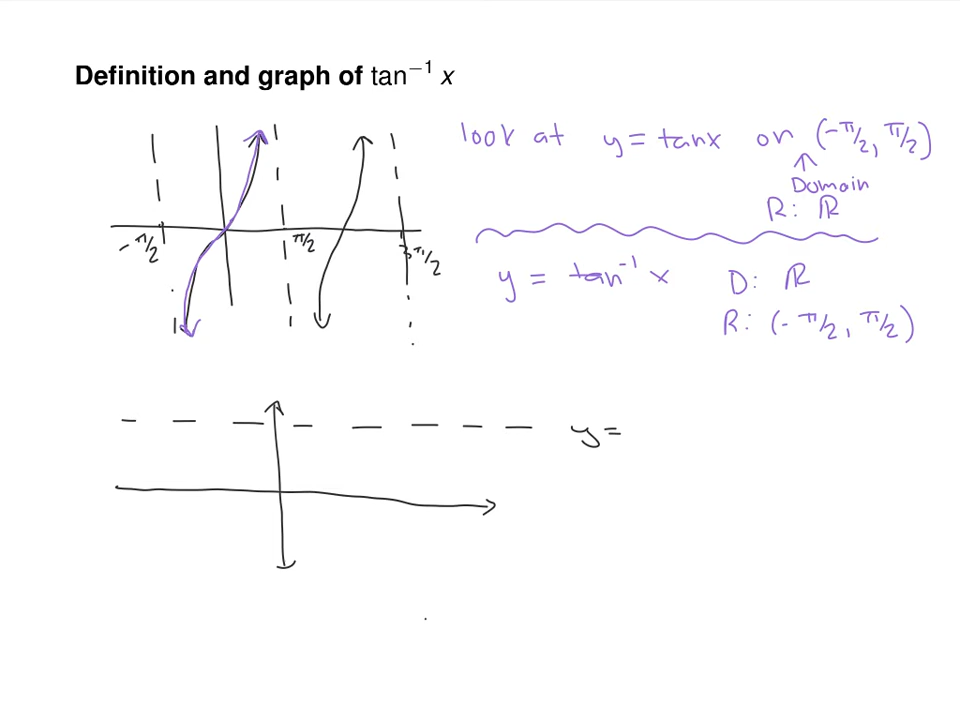 Definition and graph of tan⁻¹ x
look at y = tanx on (-π/2, π/2)
Domain
R: ℝ
-π/2 π/2 3π/2
y = tan⁻¹ x D: ℝ
R: (-π/2, π/2)
y =